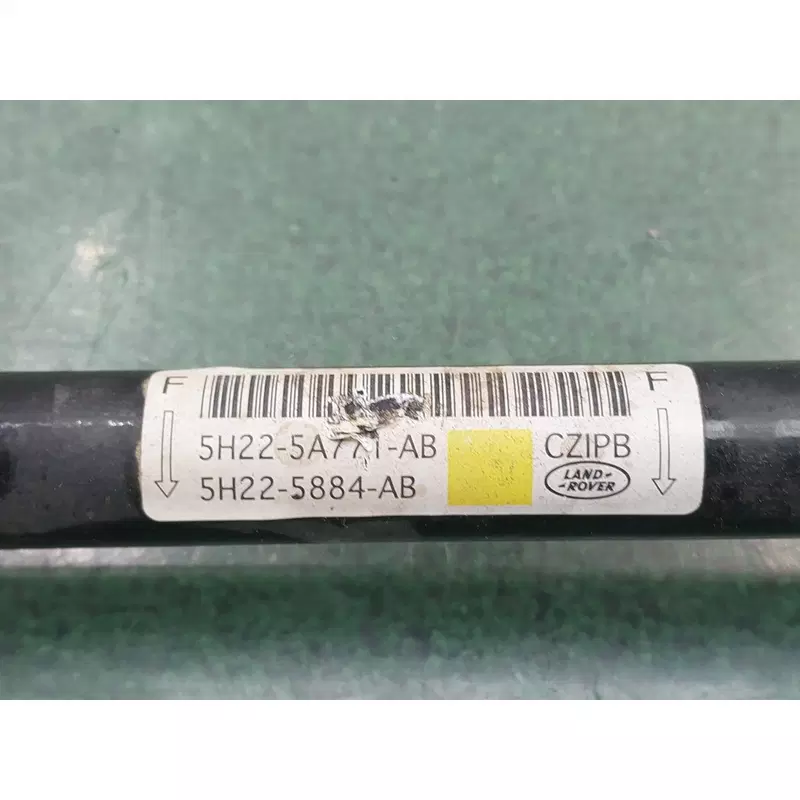 F F
5H22-5A771-AB CZIPB
5H22-5884-AB LAND-
-ROVER